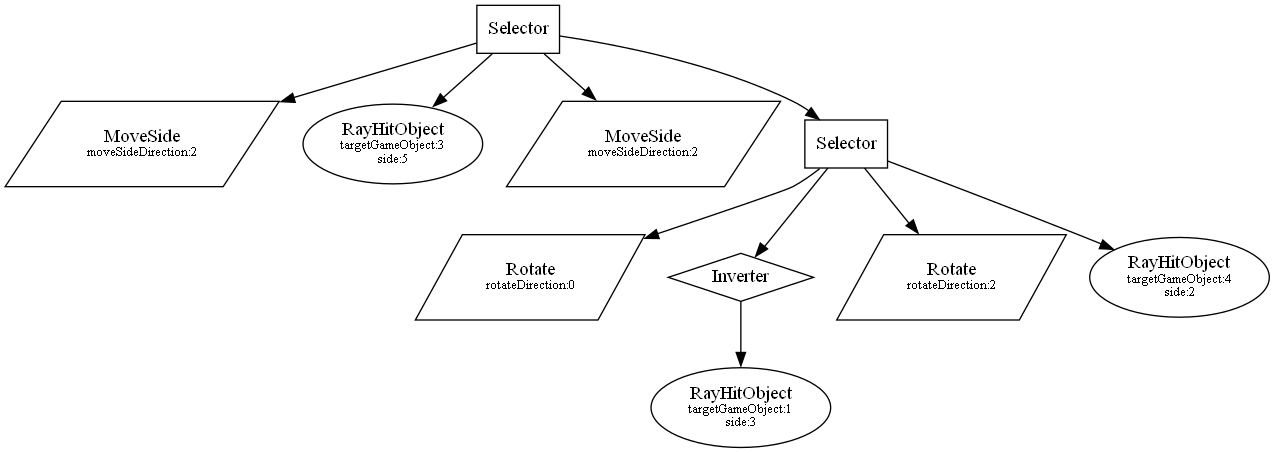 Selector
MoveSide
moveSideDirection:2
RayHitObject
targetGameObject:3
side:5
MoveSide
moveSideDirection:2
Selector
Rotate
rotateDirection:0
Inverter
Rotate
rotateDirection:2
RayHitObject
targetGameObject:4
side:2
RayHitObject
targetGameObject:1
side:3